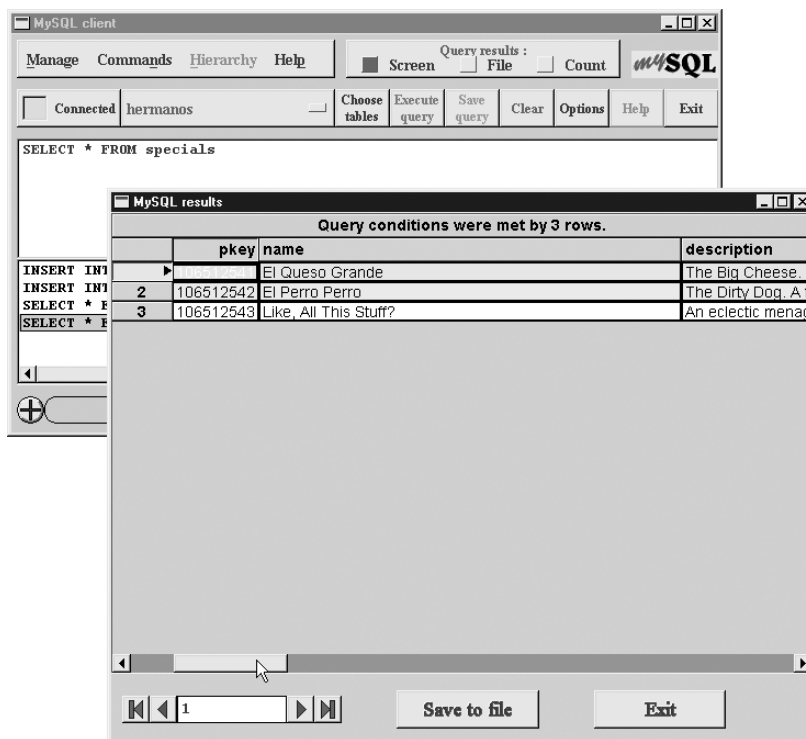 MySQL client
Manage Commands Hierarchy Help
Query results :
Screen File Count
mySQL
Connected hermanos Choose tables Execute query Save query Clear Options Help Exit
SELECT * FROM specials
MySQL results
Query conditions were met by 3 rows.
pkey name description
106512541 El Queso Grande The Big Cheese.
2 106512542 El Perro Perro The Dirty Dog. A
3 106512543 Like, All This Stuff? An eclectic
INSERT
INSERT
SELECT *
SELECT *
1
Save to file
Exit